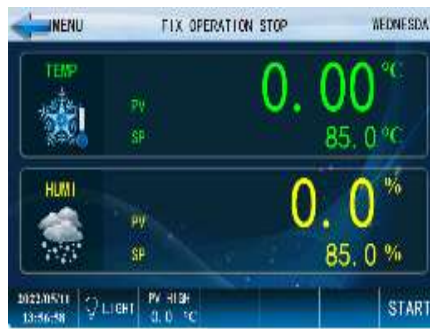 MENU FIX OPERATION STOP WEDNESDA
TEMP
0.00 °C
PV
SP 85.0 °C
HUMI
0.0 %
PV
SP 85.0 %
2022/05/11 LIGHT PV HIGH START
13:56:58 0.0 °C